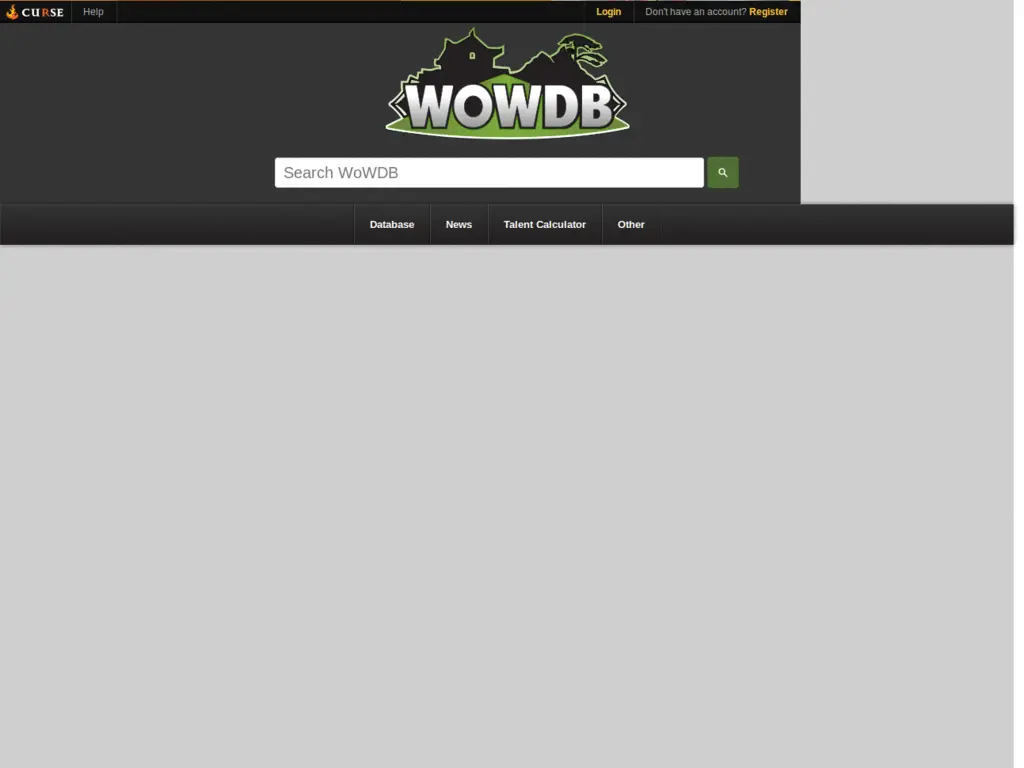 CURSE Help Login Don't have an account? Register
WOWDB
Search WoWDB
Database News Talent Calculator Other